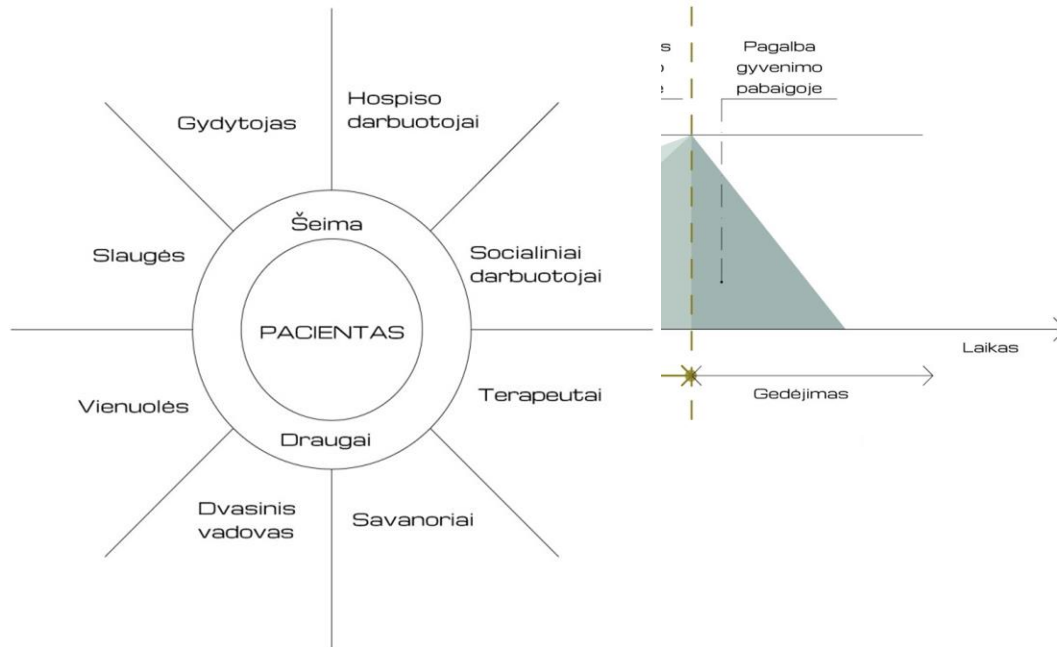 Gydytojas
Hospiso
darbuotojai
Šeima
Slaugės
Socialiniai
darbuotojai
PACIENTAS
Vienuolės
Terapeutai
Draugai
Dvasinis
vadovas
Savanoriai
Pagalba
gyvenimo
pabaigoje
Laikas
Gedėjimas